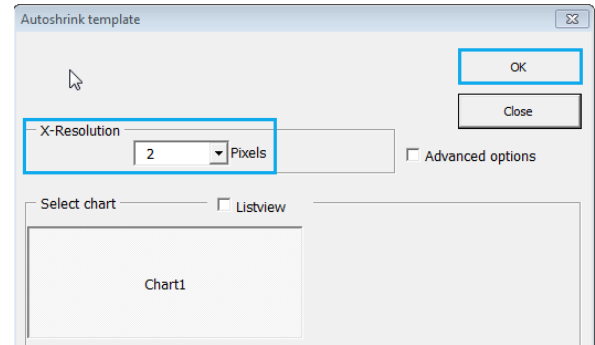 Autoshrink template
OK
Close
X-Resolution
2 Pixels
Advanced options
Select chart Listview
Chart1